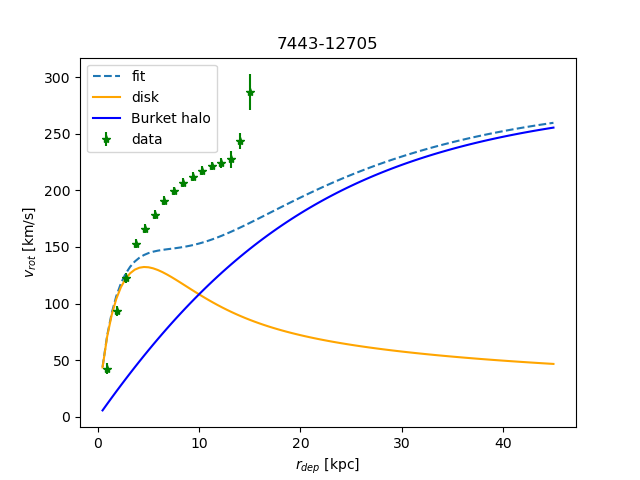 7443-12705
fit
disk
Burket halo
data
300
250
200
150
100
50
0
v_rot [km/s]
0 10 20 30 40
r_dep [kpc]